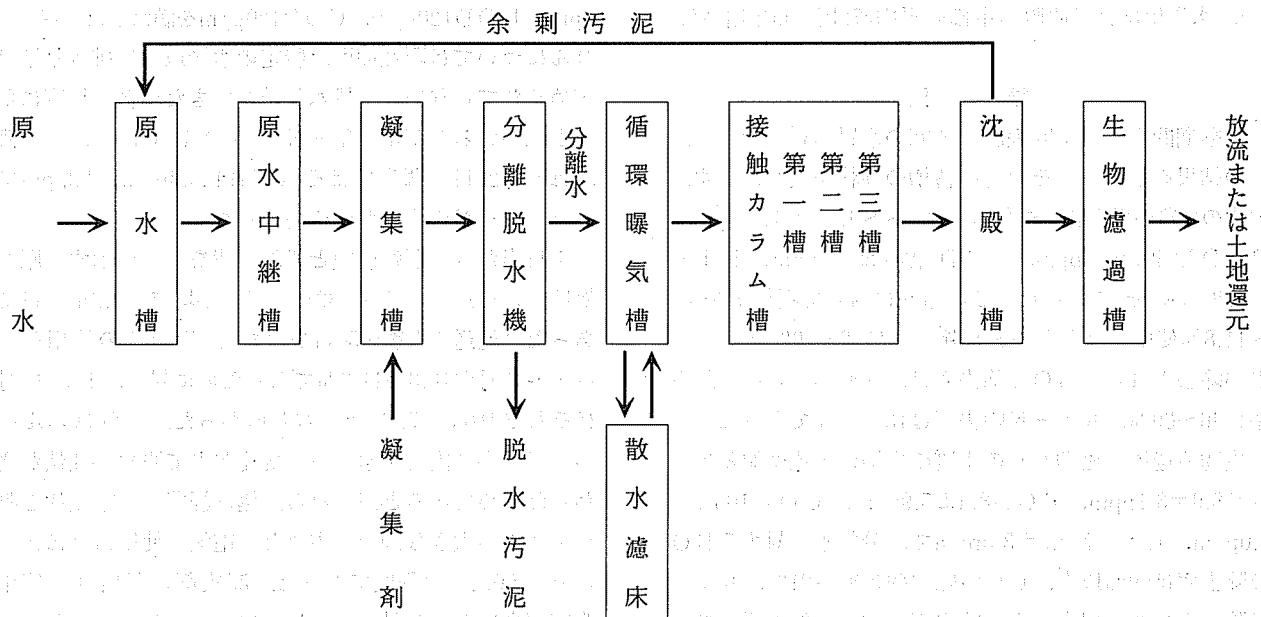 余剰汚泥
原水
原水槽
原水中継槽
凝集槽
分離脱水機
分離水
循環曝気槽
接触カラム槽
第一槽
第二槽
第三槽
沈殿槽
生物濾過槽
放流または土地還元
凝集剤
脱水汚泥
散水濾床